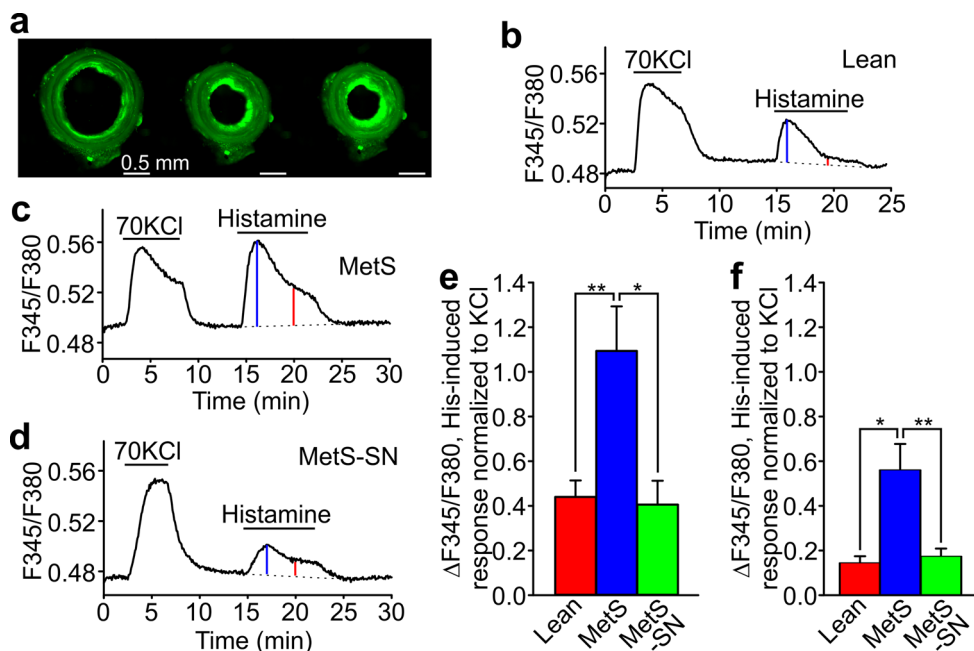 a
0.5 mm
b
F345/F380
0.56
0.52
0.48
70KCl
Lean
Histamine
0 5 10 15 20 25
Time (min)
c
F345/F380
0.56
0.52
0.48
70KCl
Histamine
MetS
0 5 10 15 20 25 30
Time (min)
d
F345/F380
0.56
0.52
0.48
70KCl
MetS-SN
Histamine
0 5 10 15 20 25 30
Time (min)
e
ΔF345/F380, His-induced
response normalized to KCl
1.4
1.2
1.0
0.8
0.6
0.4
0.2
0.0
** *
Lean
MetS
MetS
-SN
f
ΔF345/F380, His-induced
response normalized to KCl
1.4
1.2
1.0
0.8
0.6
0.4
0.2
0.0
* **
Lean
MetS
MetS
-SN